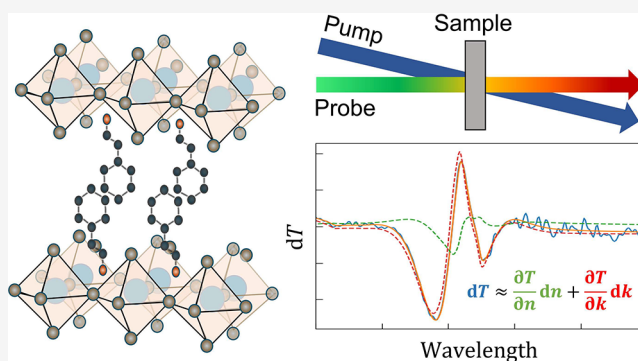 Sample
Pump
Probe
dT
dT ≈ ∂T/∂n dn + ∂T/∂k dk
Wavelength